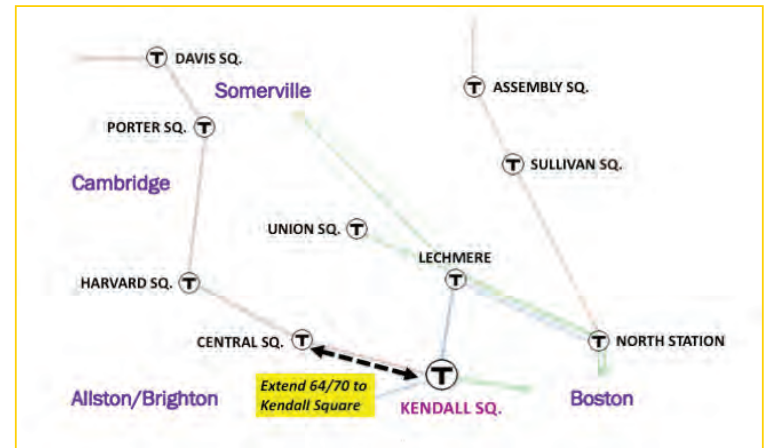 DAVIS SQ.
ASSEMBLY SQ.
Somerville
PORTER SQ.
SULLIVAN SQ.
Cambridge
UNION SQ.
LECHMERE
HARVARD SQ.
CENTRAL SQ.
NORTH STATION
Extend 64/70 to
Kendall Square
Allston/Brighton
KENDALL SQ.
Boston
T
T
T
T
T
T
T
T
T
T